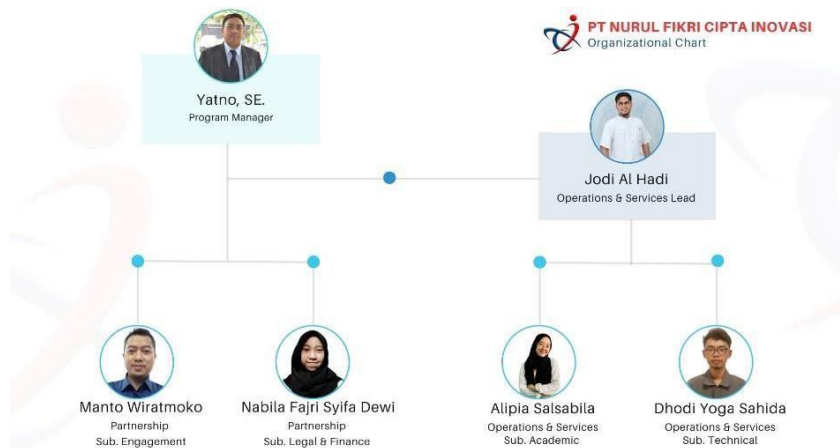 PT NURUL FIKRI CIPTA INOVASI
Organizational Chart
Yatno, SE.
Program Manager
Jodi Al Hadi
Operations & Services Lead
Manto Wiratmoko
Partnership
Sub. Engagement
Nabila Fajri Syifa Dewi
Partnership
Sub. Legal & Finance
Alipia Salsabila
Operations & Services
Sub. Academic
Dhodi Yoga Sahida
Operations & Services
Sub. Technical